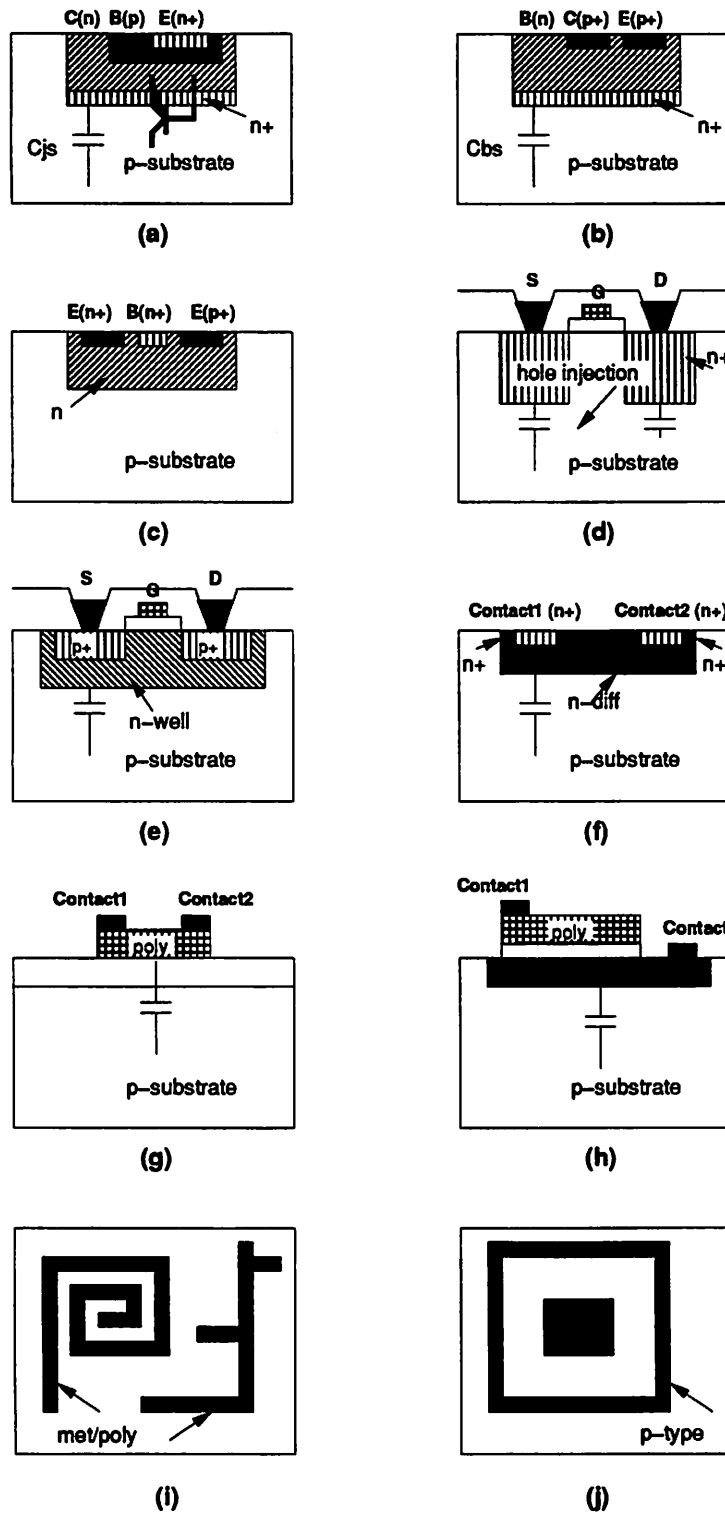 C(n) B(p) E(n+)
n+
Cjs
p-substrate
(a)
B(n) C(p+) E(p+)
n+
Cbs
p-substrate
(b)
E(n+) B(n+) E(p+)
n
p-substrate
(c)
S G D
n+
hole injection
p-substrate
(d)
S G D
p+ p+
n-well
p-substrate
(e)
Contact1 (n+) Contact2 (n+)
n+ n+
n-diff
p-substrate
(f)
Contact1 Contact2
poly
p-substrate
(g)
Contact1
poly
Contact
p-substrate
(h)
met/poly
(i)
p-type
(j)